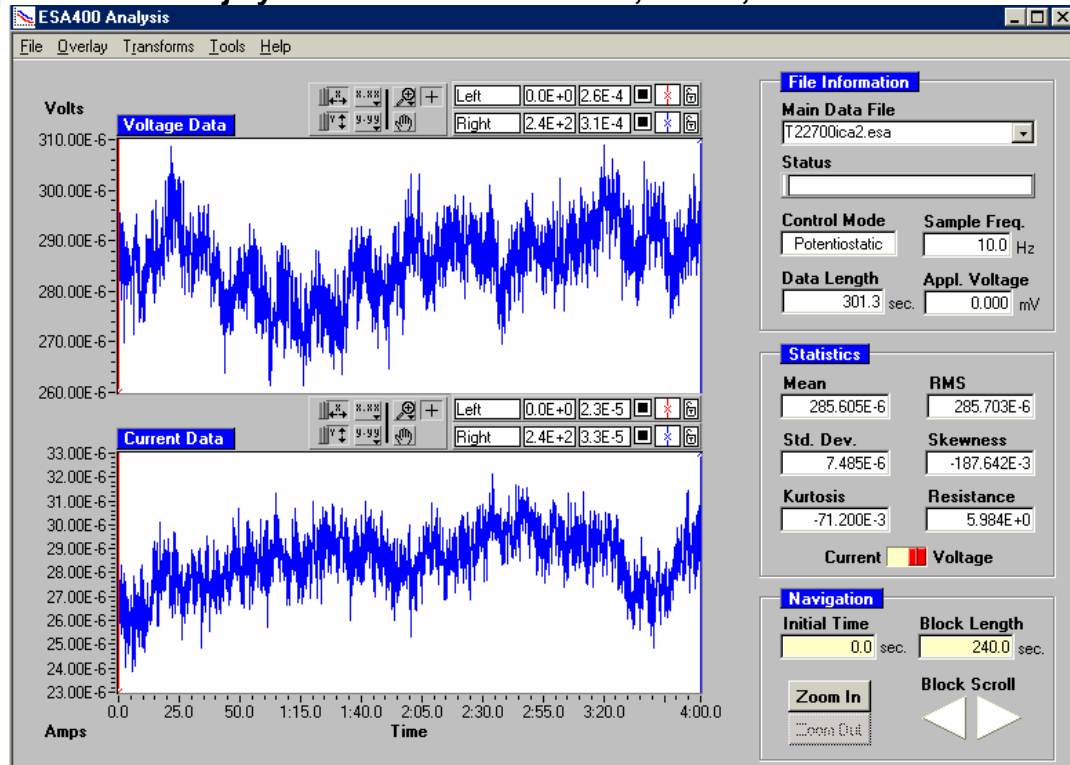 ESA400 Analysis
File Overlay Transforms Tools Help
Volts
Voltage Data
Left 0.0E+0 2.6E-4
Right 2.4E+2 3.1E-4
310.00E-6
300.00E-6
290.00E-6
280.00E-6
270.00E-6
260.00E-6
Current Data
Left 0.0E+0 2.3E-5
Right 2.4E+2 3.3E-5
33.00E-6
32.00E-6
31.00E-6
30.00E-6
29.00E-6
28.00E-6
27.00E-6
26.00E-6
25.00E-6
24.00E-6
23.00E-6
0.0 25.0 50.0 1:15.0 1:40.0 2:05.0 2:30.0 2:55.0 3:20.0 4:00.0
Amps Time
File Information
Main Data File
T22700ica2.esa
Status
Control Mode Sample Freq.
Potentiostatic 10.0 Hz
Data Length Appl. Voltage
301.3 sec. 0.000 mV
Statistics
Mean RMS
285.605E-6 285.703E-6
Std. Dev. Skewness
7.485E-6 -187.642E-3
Kurtosis Resistance
-71.200E-3 5.984E+0
Current Voltage
Navigation
Initial Time Block Length
0.0 sec. 240.0 sec.
Zoom In Block Scroll
Zoom Out